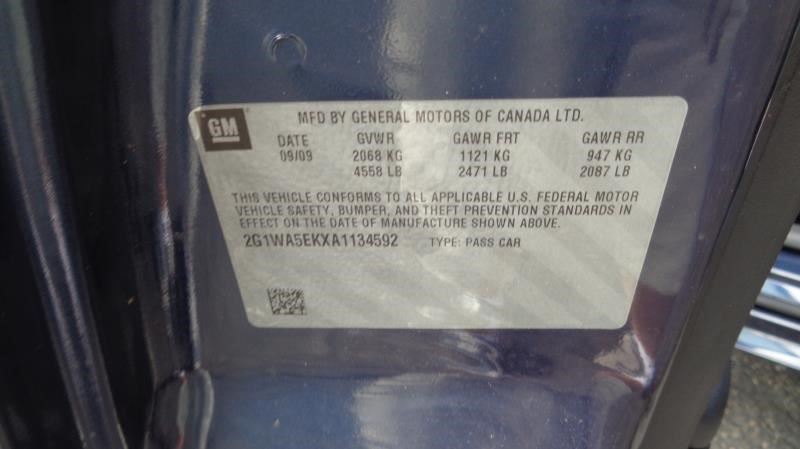 GM
MFD BY GENERAL MOTORS OF CANADA LTD.
DATE GVWR GAWR FRT GAWR RR
09/09 2068 KG 1121 KG 947 KG
4558 LB 2471 LB 2087 LB
THIS VEHICLE CONFORMS TO ALL APPLICABLE U.S. FEDERAL MOTOR
VEHICLE SAFETY, BUMPER, AND THEFT PREVENTION STANDARDS IN
EFFECT ON THE DATE OF MANUFACTURE SHOWN ABOVE.
2G1WA5EKXA1134592 TYPE: PASS CAR